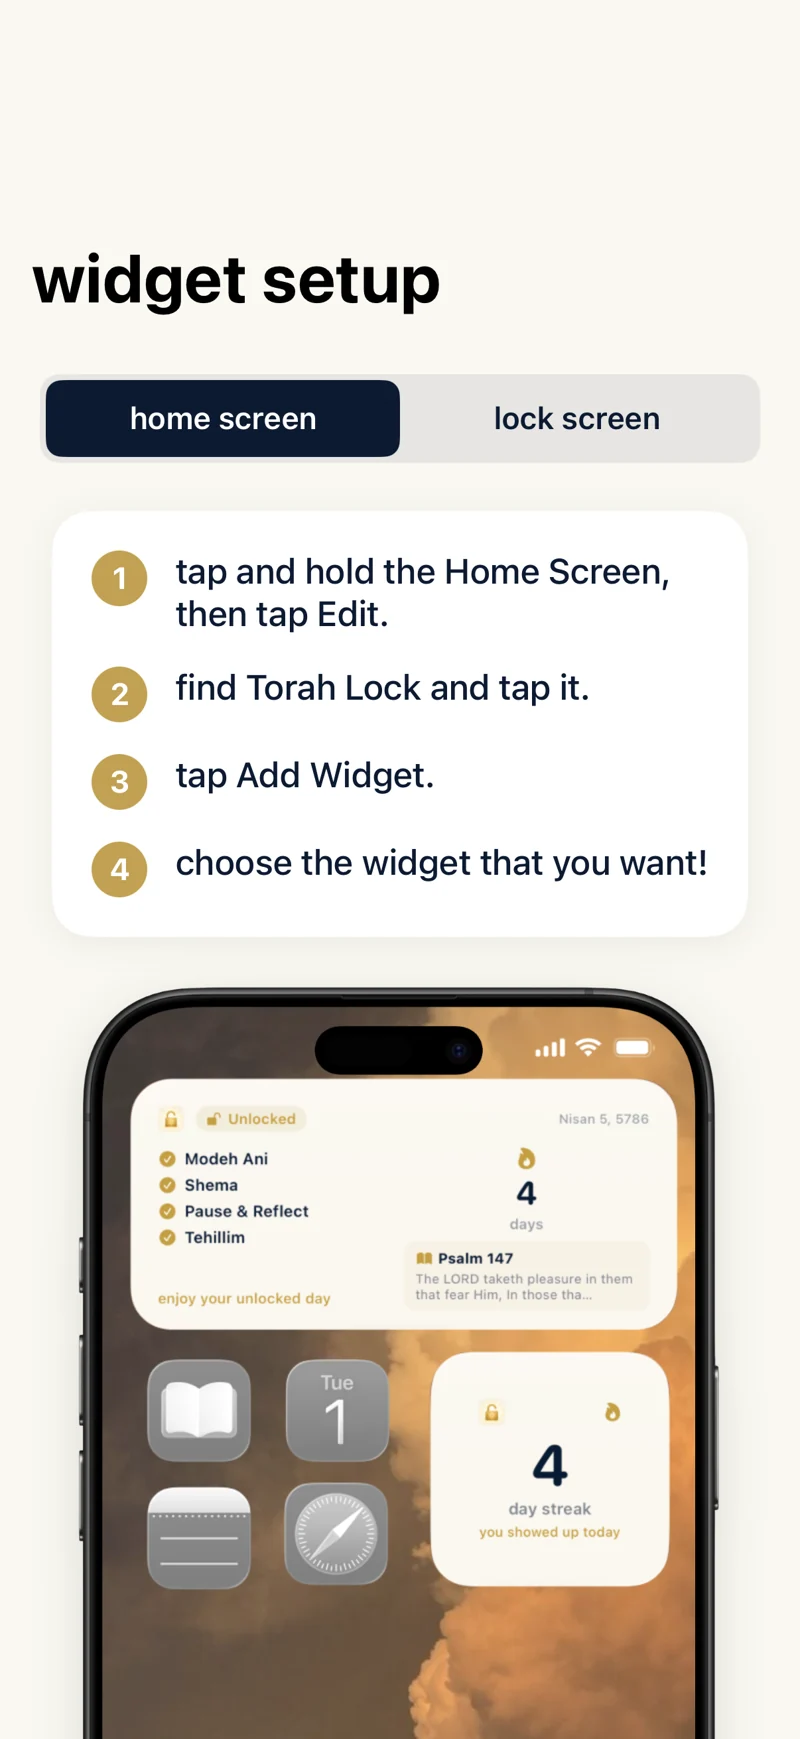 widget setup
home screen
lock screen
1
tap and hold the Home Screen,
then tap Edit.
2
find Torah Lock and tap it.
3
tap Add Widget.
4
choose the widget that you want!
Unlocked
Nisan 5, 5786
Modeh Ani
Shema
Pause & Reflect
Tehillim
enjoy your unlocked day
4
days
Psalm 147
The LORD taketh pleasure in them
that fear Him, In those tha...
Tue
1
4
day streak
you showed up today